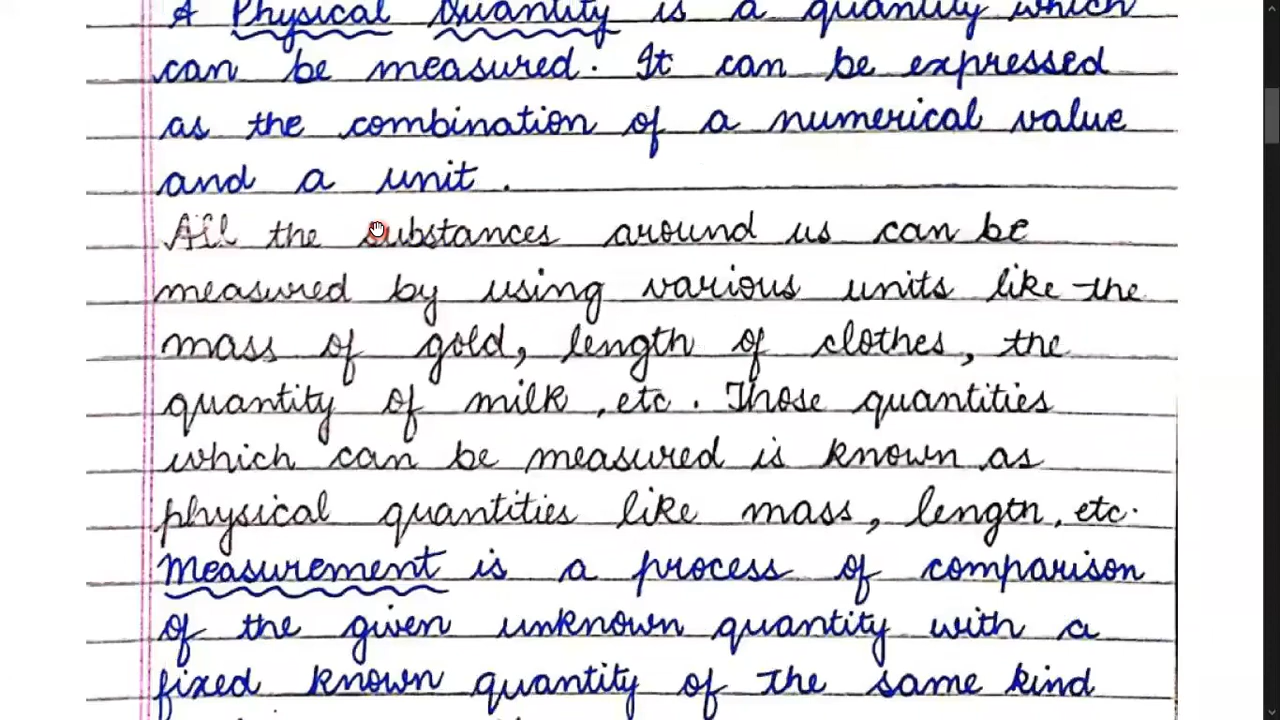 A Physical Quantity is a quantity which
can be measured. It can be expressed
as the combination of a numerical value
and a unit.
All the substances around us can be
measured by using various units like the
mass of gold, length of clothes, the
quantity of milk, etc. Those quantities
which can be measured is known as
physical quantities like mass, length, etc.
Measurement is a process of comparison
of the given unknown quantity with a
fixed known quantity of the same kind